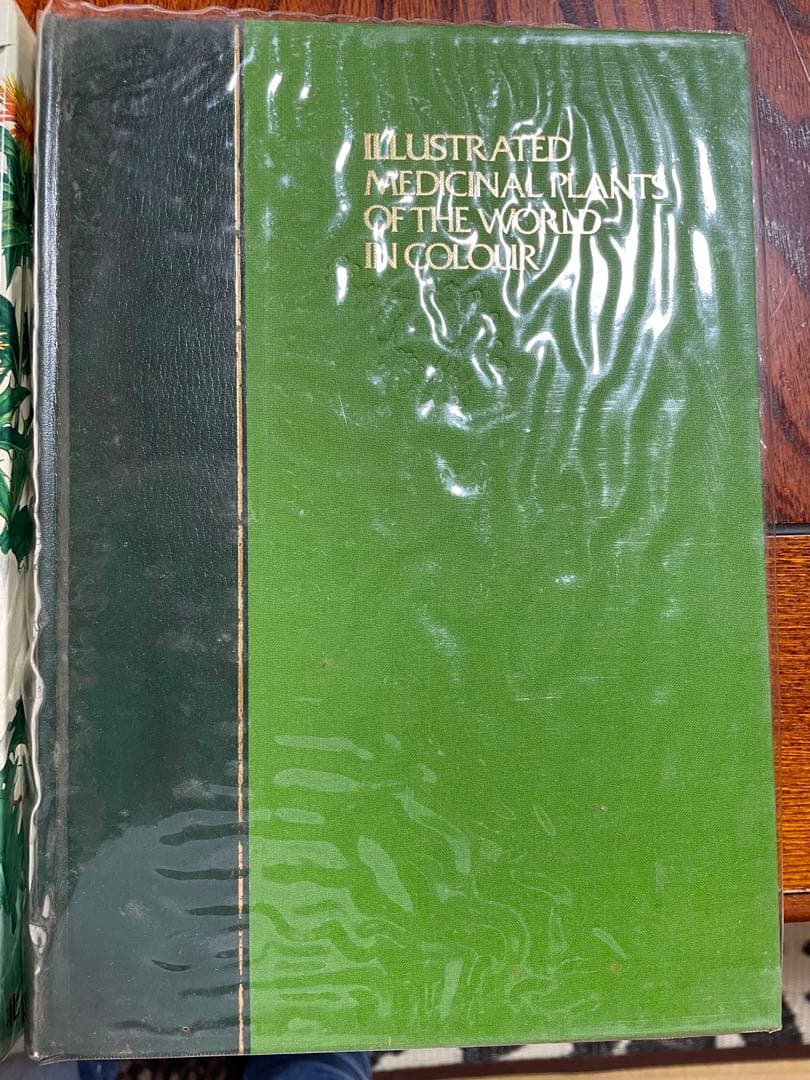 ILLUSTRATED
MEDICINAL PLANTS
OF THE WORLD
IN COLOUR